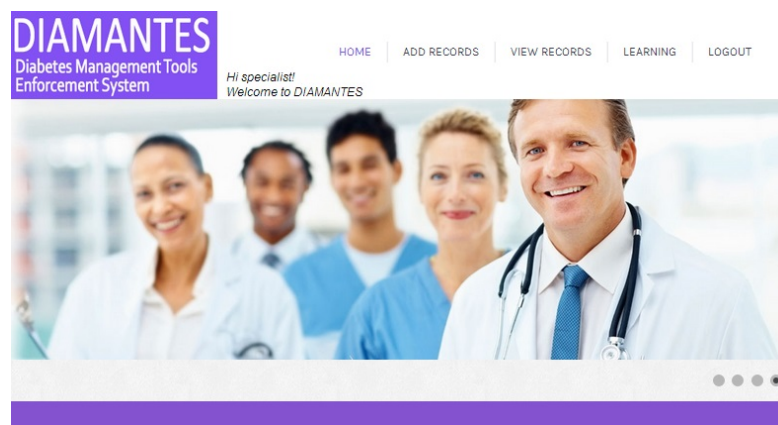 DIAMANTES
Diabetes Management Tools
Enforcement System
HOME ADD RECORDS VIEW RECORDS LEARNING LOGOUT
Hi specialist!
Welcome to DIAMANTES